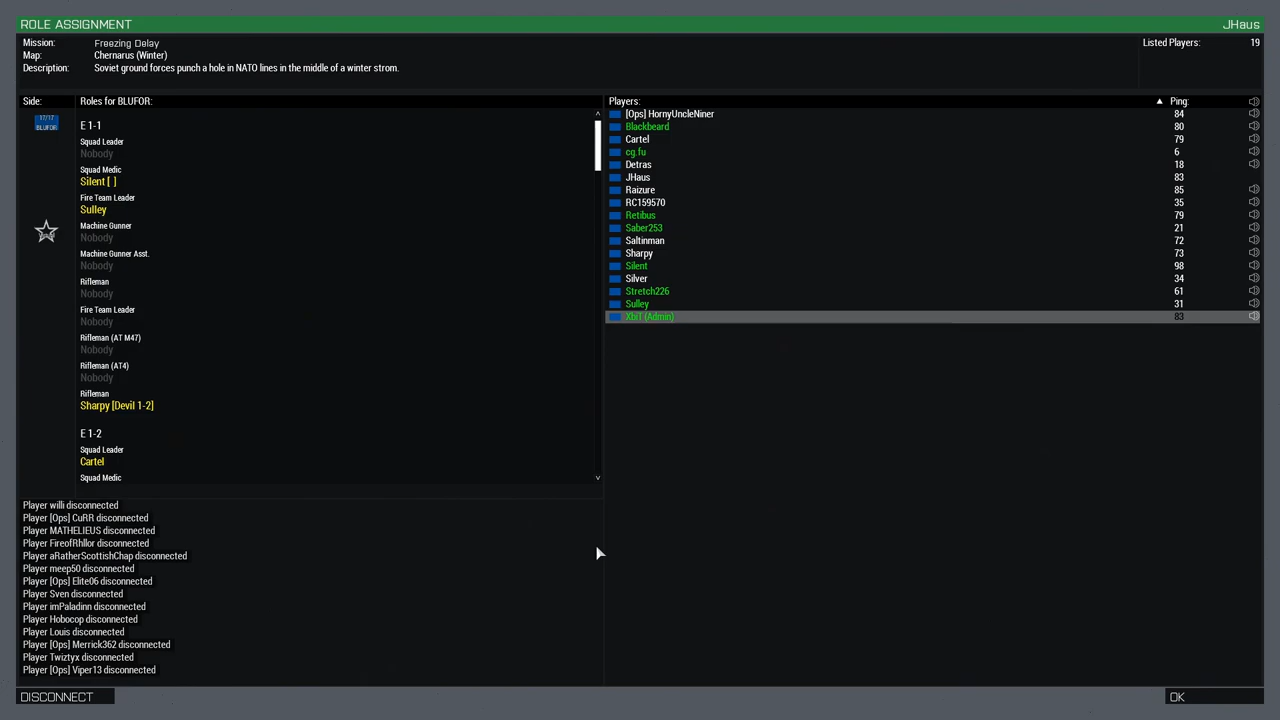 ROLE ASSIGNMENT JHaus
Mission: Freezing Delay Listed Players: 19
Map: Chernarus (Winter)
Description: Soviet ground forces punch a hole in NATO lines in the middle of a winter strom.
Side: Roles for BLUFOR:
17/17
BLUFOR
E 1-1
Squad Leader
Nobody
Squad Medic
Silent [ ]
Fire Team Leader
Sulley
Machine Gunner
Nobody
Machine Gunner Asst.
Nobody
Rifleman
Nobody
Fire Team Leader
Nobody
Rifleman (AT M47)
Nobody
Rifleman (AT4)
Nobody
Rifleman
Sharpy [Devil 1-2]
E 1-2
Squad Leader
Cartel
Squad Medic
Players: Ping:
[Ops] HornyUncleNiner 84
Blackbeard 80
Cartel 79
cg.fu 6
Detras 18
JHaus 83
Raizure 85
RC159570 35
Retibus 79
Saber253 21
Saltinman 72
Sharpy 73
Silent 98
Silver 34
Stretch226 61
Sulley 31
XbiT (Admin) 83
Player willi disconnected
Player [Ops] CuRR disconnected
Player MATHELIEUS disconnected
Player FireofRhllor disconnected
Player aRatherScottishChap disconnected
Player meep50 disconnected
Player [Ops] Elite06 disconnected
Player Sven disconnected
Player imPaladinn disconnected
Player Hobocop disconnected
Player Louis disconnected
Player [Ops] Merrick362 disconnected
Player Twiztyx disconnected
Player [Ops] Viper13 disconnected
DISCONNECT OK